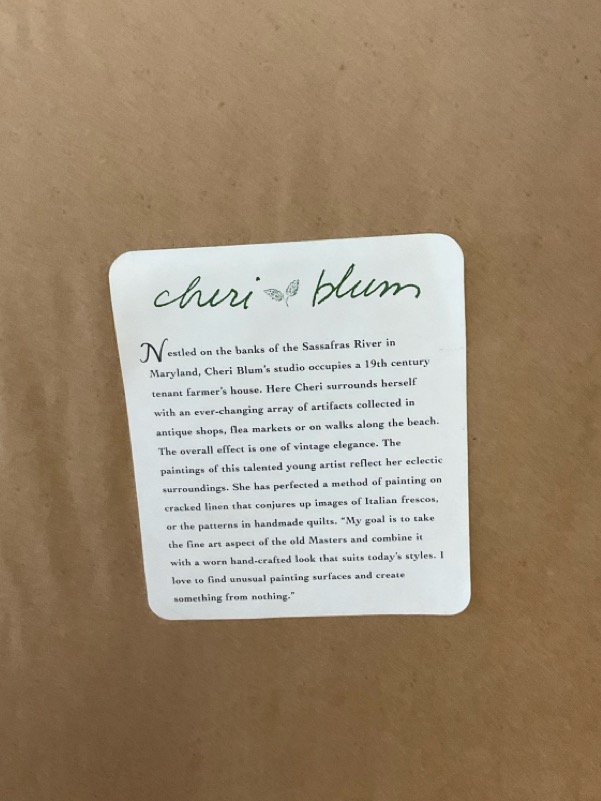 cheri blum
Nestled on the banks of the Sassafras River in
Maryland, Cheri Blum's studio occupies a 19th century
tenant farmer's house. Here Cheri surrounds herself
with an ever-changing array of artifacts collected in
antique shops, flea markets or on walks along the beach.
The overall effect is one of vintage elegance. The
paintings of this talented young artist reflect her eclectic
surroundings. She has perfected a method of painting on
cracked linen that conjures up images of Italian frescos,
or the patterns in handmade quilts. "My goal is to take
the fine art aspect of the old Masters and combine it
with a worn hand-crafted look that suits today's styles. I
love to find unusual painting surfaces and create
something from nothing."